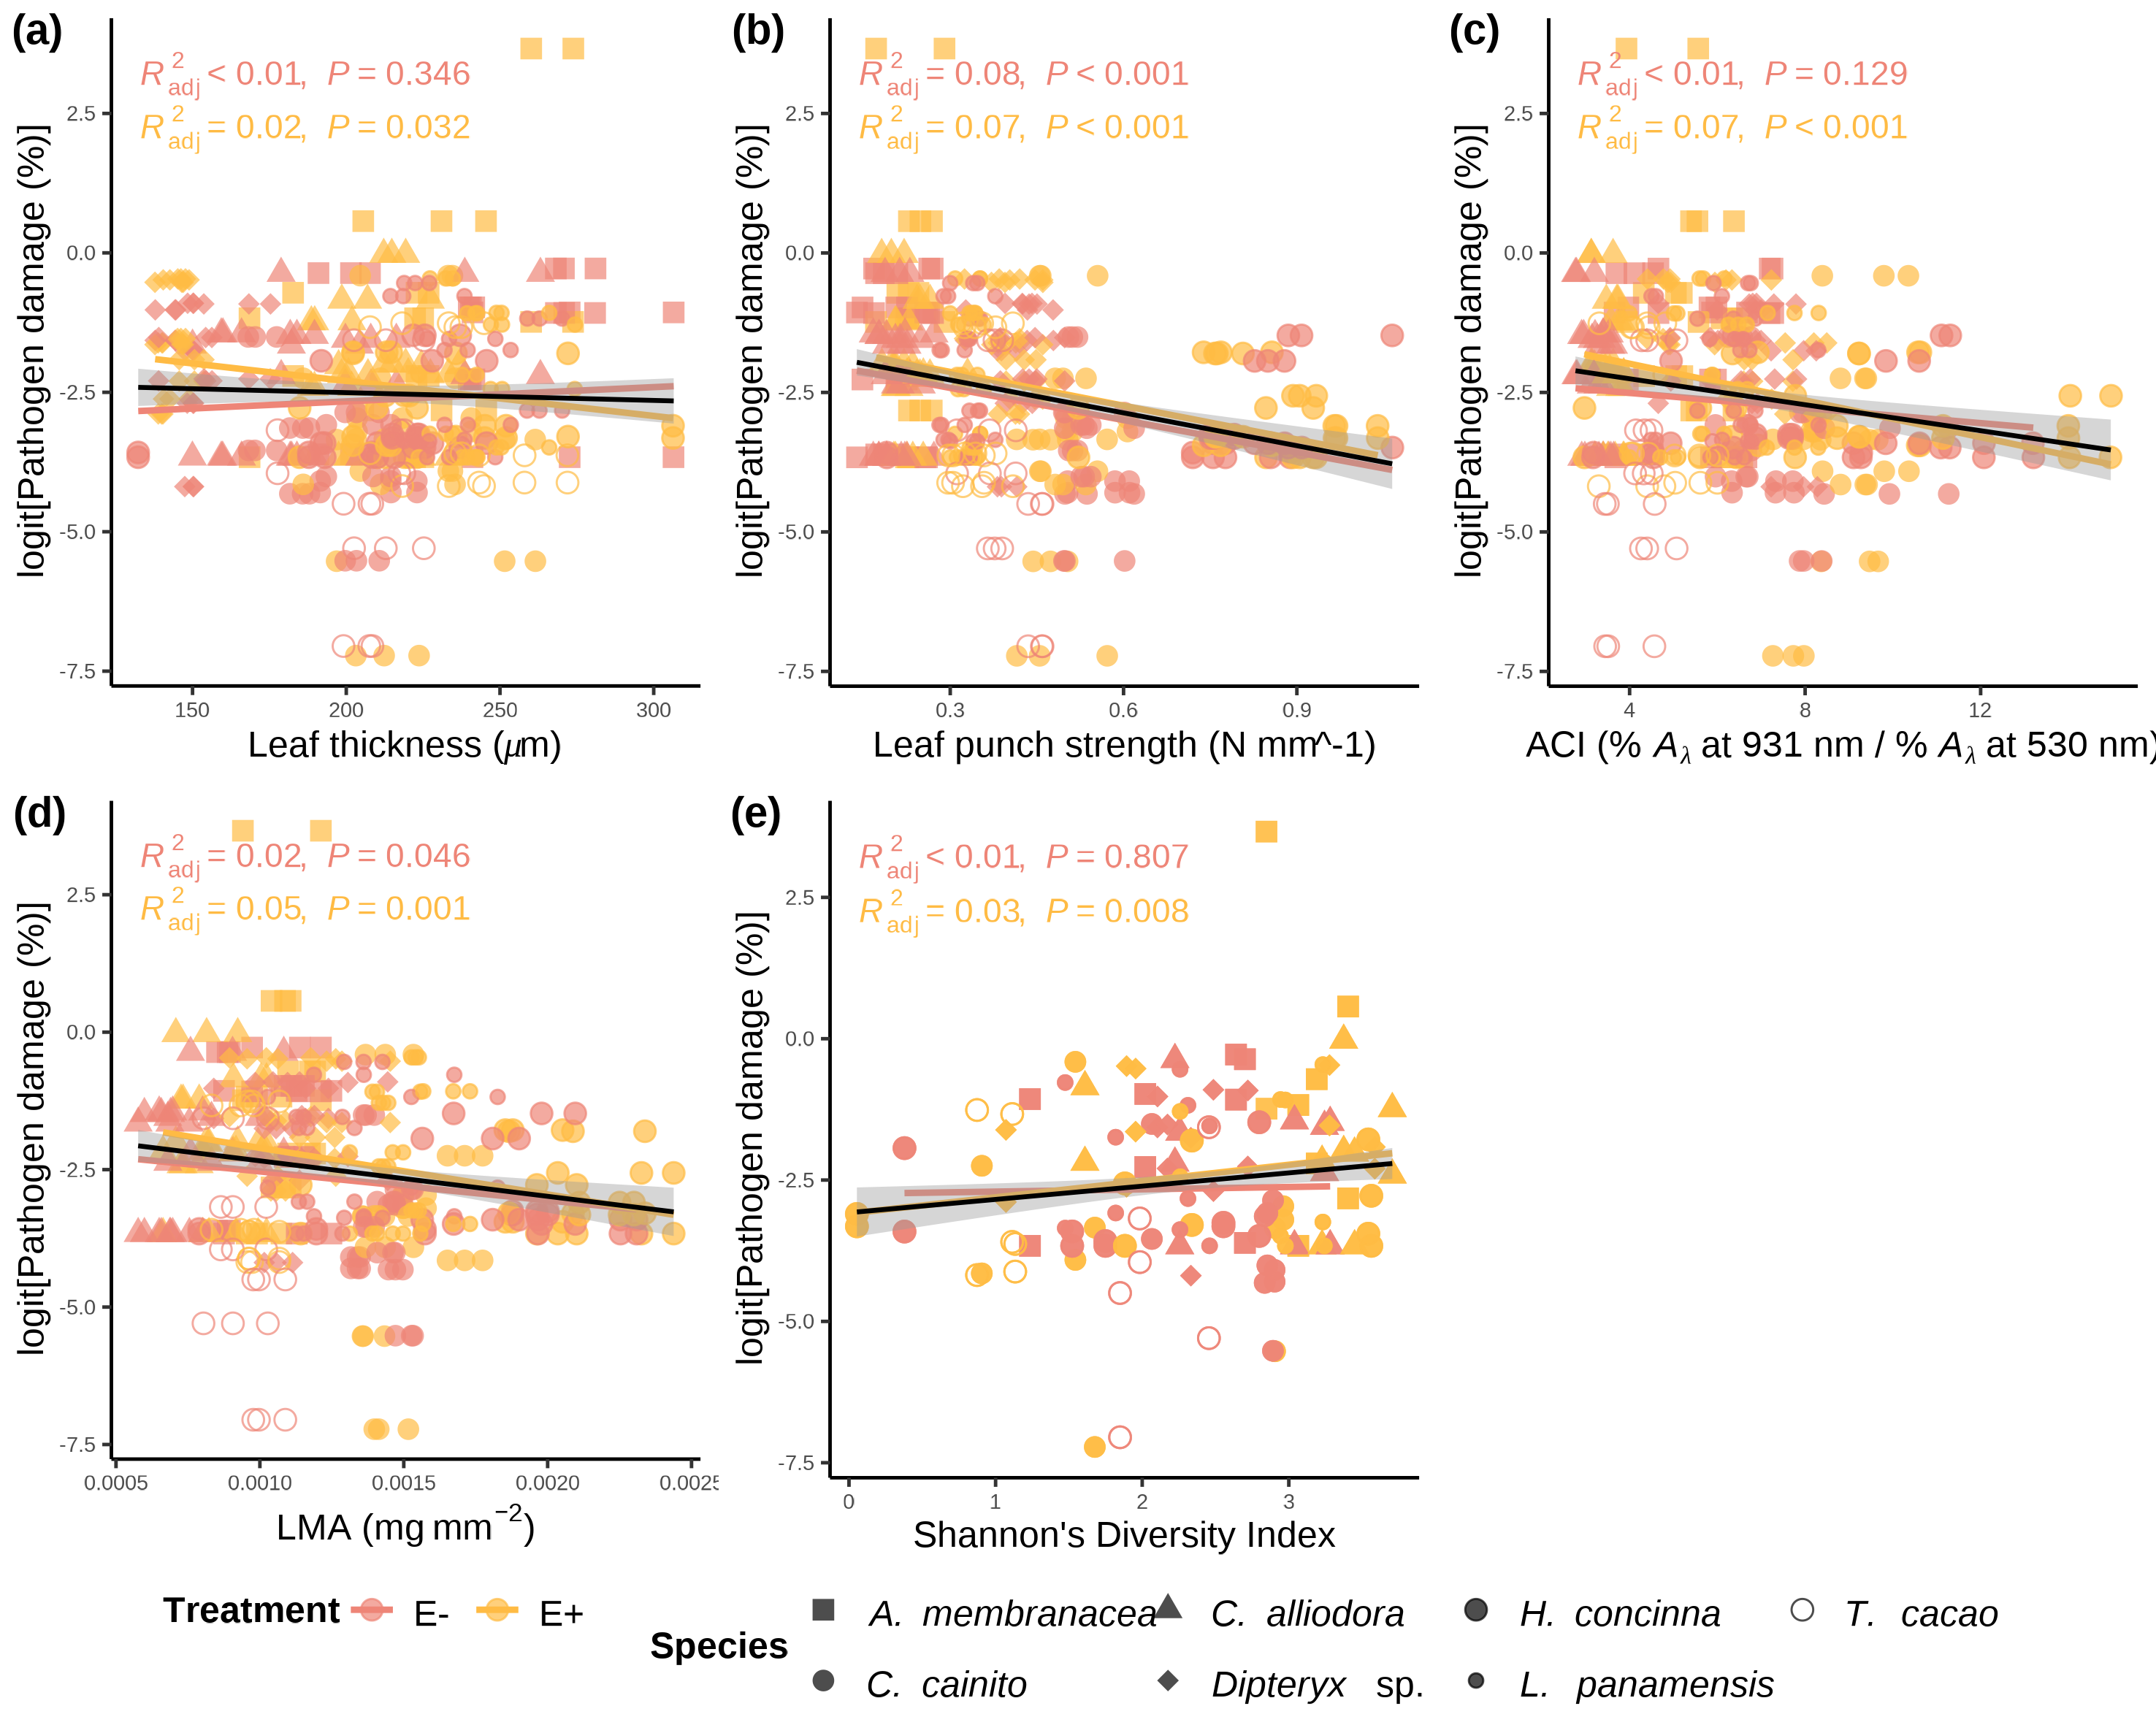 (a)
R²adj < 0.01, P = 0.346
R²adj = 0.02, P = 0.032
logit[Pathogen damage (%)]
2.5
0.0
-2.5
-5.0
-7.5
150 200 250 300
Leaf thickness (μm)
(b)
R²adj = 0.08, P < 0.001
R²adj = 0.07, P < 0.001
logit[Pathogen damage (%)]
2.5
0.0
-2.5
-5.0
-7.5
0.3 0.6 0.9
Leaf punch strength (N mm^-1)
(c)
R²adj < 0.01, P = 0.129
R²adj = 0.07, P < 0.001
logit[Pathogen damage (%)]
2.5
0.0
-2.5
-5.0
-7.5
4 8 12
ACI (% Aλ at 931 nm / % Aλ at 530 nm)
(d)
R²adj = 0.02, P = 0.046
R²adj = 0.05, P = 0.001
logit[Pathogen damage (%)]
2.5
0.0
-2.5
-5.0
-7.5
0.0005 0.0010 0.0015 0.0020 0.0025
LMA (mg mm⁻²)
(e)
R²adj < 0.01, P = 0.807
R²adj = 0.03, P = 0.008
logit[Pathogen damage (%)]
2.5
0.0
-2.5
-5.0
-7.5
0 1 2 3
Shannon's Diversity Index
Treatment E- E+
Species
A. membranacea C. alliodora H. concinna T. cacao
C. cainito Dipteryx sp. L. panamensis